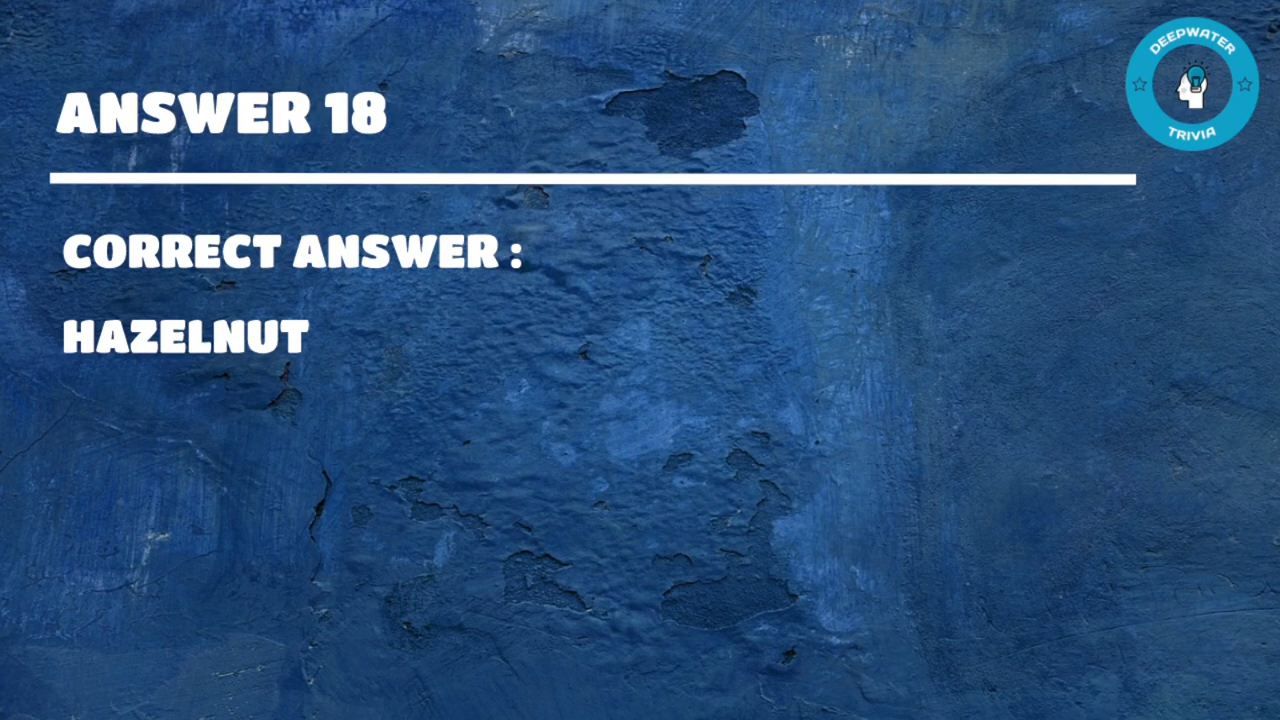 DEEPWATER
TRIVIA
ANSWER 18
CORRECT ANSWER :
HAZELNUT